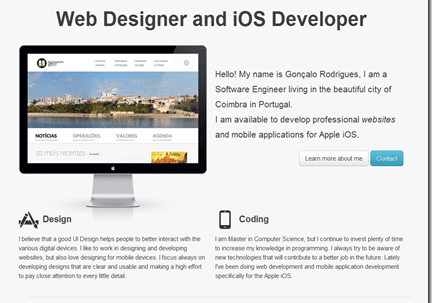 Web Designer and iOS Developer
Hello! My name is Gonçalo Rodrigues, I am a
Software Engineer living in the beautiful city of
Coimbra in Portugal.
I am available to develop professional websites
and mobile applications for Apple iOS.
NOTÍCIAS OPERAÇÕES VALORES AGENDA
as mais recentes
Learn more about me Contact
Design
I believe that a good UI Design helps people to better interact with the
various digital devices. I like to work in designing and developing
websites, but also love designing for mobile devices. I focus always on
developing designs that are clear and usable and making a high effort
to pay close attention to every little detail.
Coding
I am Master in Computer Science, but I continue to invest plenty of time
to increase my knowledge in programming. I always try to be aware of
new technologies that will contribute to a better job in the future. Lately
I've been doing web development and mobile application development
specifically for the Apple iOS.